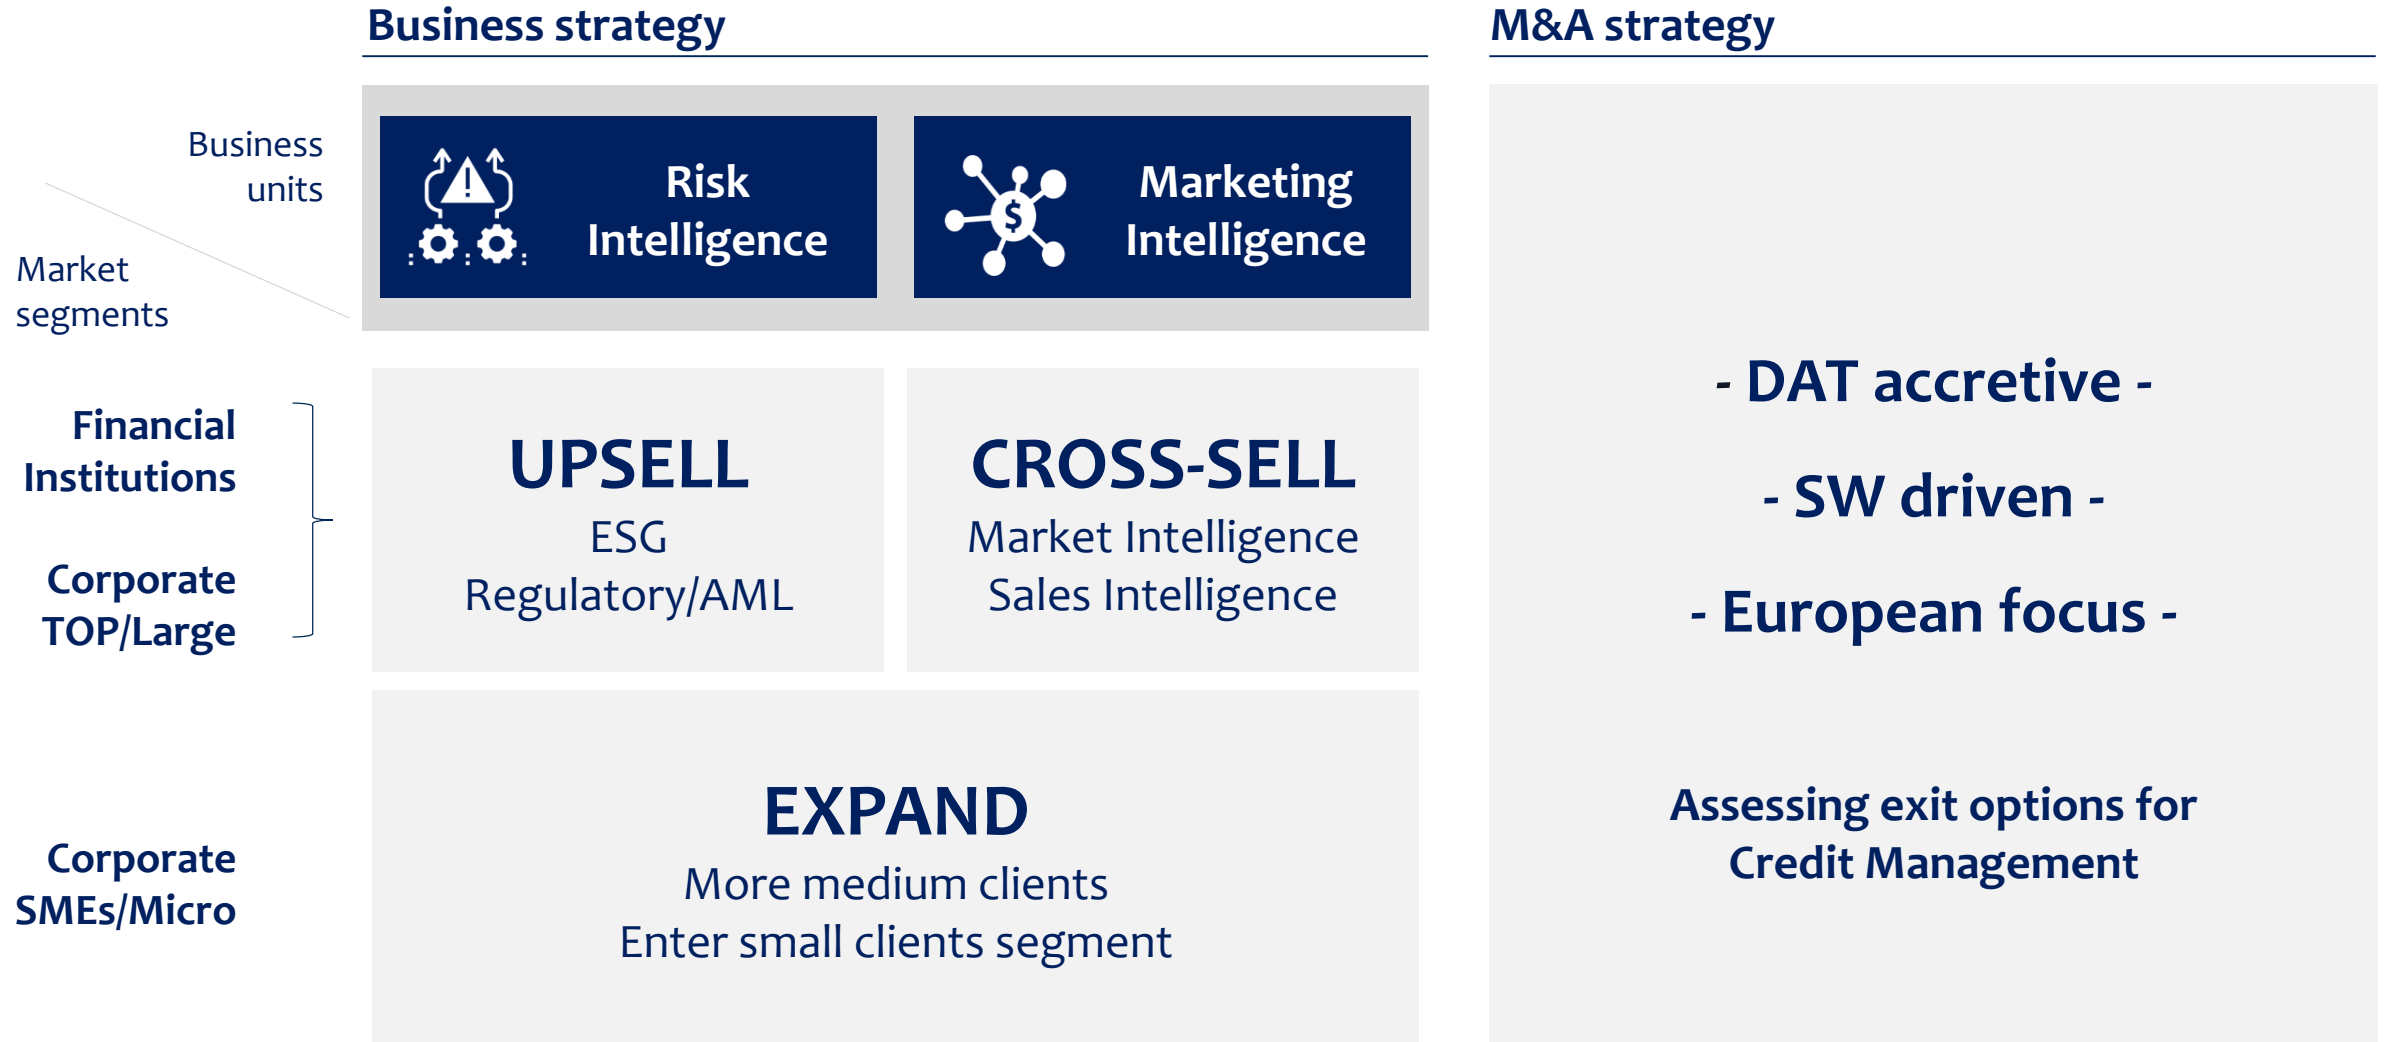 Business strategy
M&A strategy
Business
units
Market
segments
Risk
Intelligence
$
Marketing
Intelligence
Financial
Institutions
Corporate
TOP/Large
UPSELL
ESG
Regulatory/AML
CROSS-SELL
Market Intelligence
Sales Intelligence
Corporate
SMEs/Micro
EXPAND
More medium clients
Enter small clients segment
- DAT accretive -
- SW driven -
- European focus -
Assessing exit options for
Credit Management